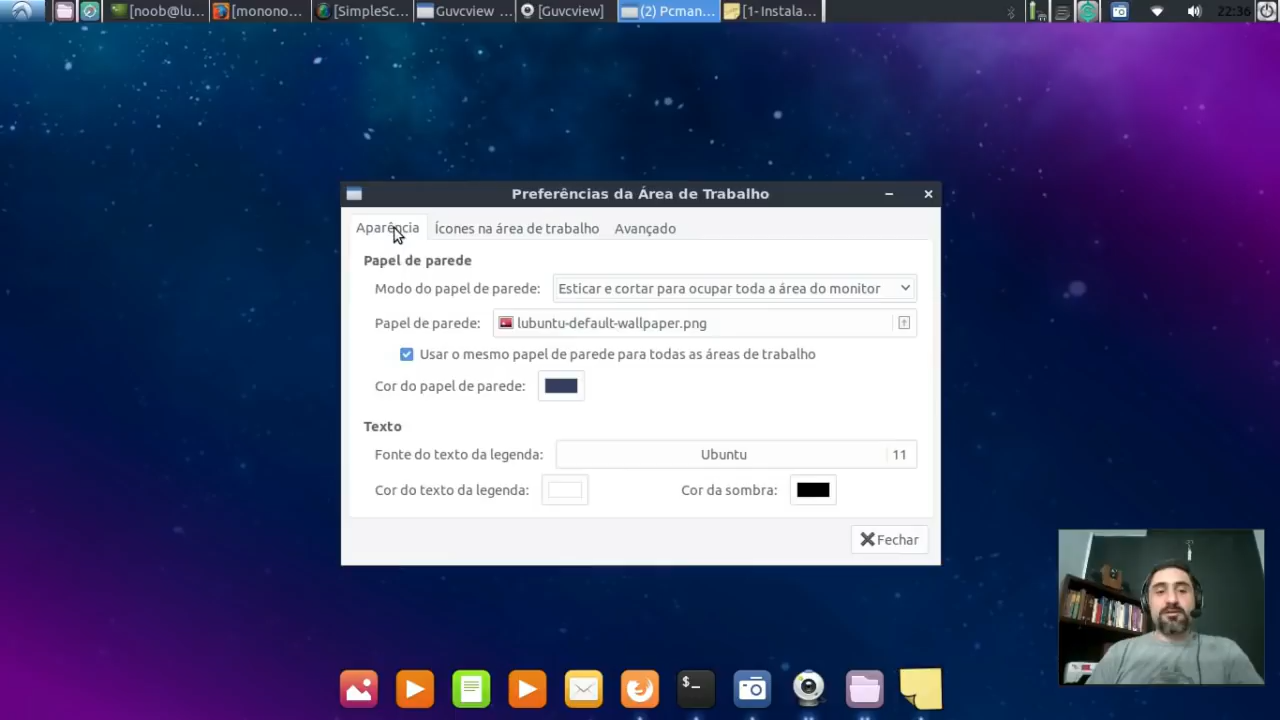 [noob@lu...
[monono...
[SimpleSc...
Guvcview ...
[Guvcview]
(2) Pcman...
[1- Instala...
22:36
Preferências da Área de Trabalho
Aparência
Ícones na área de trabalho
Avançado
Papel de parede
Modo do papel de parede:
Esticar e cortar para ocupar toda a área do monitor
Papel de parede:
lubuntu-default-wallpaper.png
Usar o mesmo papel de parede para todas as áreas de trabalho
Cor do papel de parede:
Texto
Fonte do texto da legenda:
Ubuntu
11
Cor do texto da legenda:
Cor da sombra:
Fechar
$_